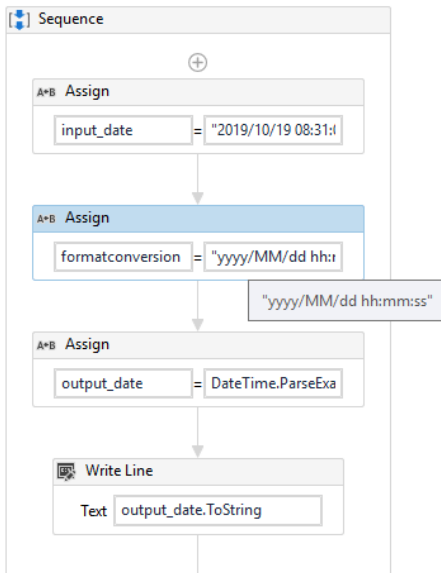 Sequence
A+B Assign
input_date = "2019/10/19 08:31:(
A+B Assign
formatconversion = "yyyy/MM/dd hh:r
"yyyy/MM/dd hh:mm:ss"
A+B Assign
output_date = DateTime.ParseExa
Write Line
Text output_date.ToString